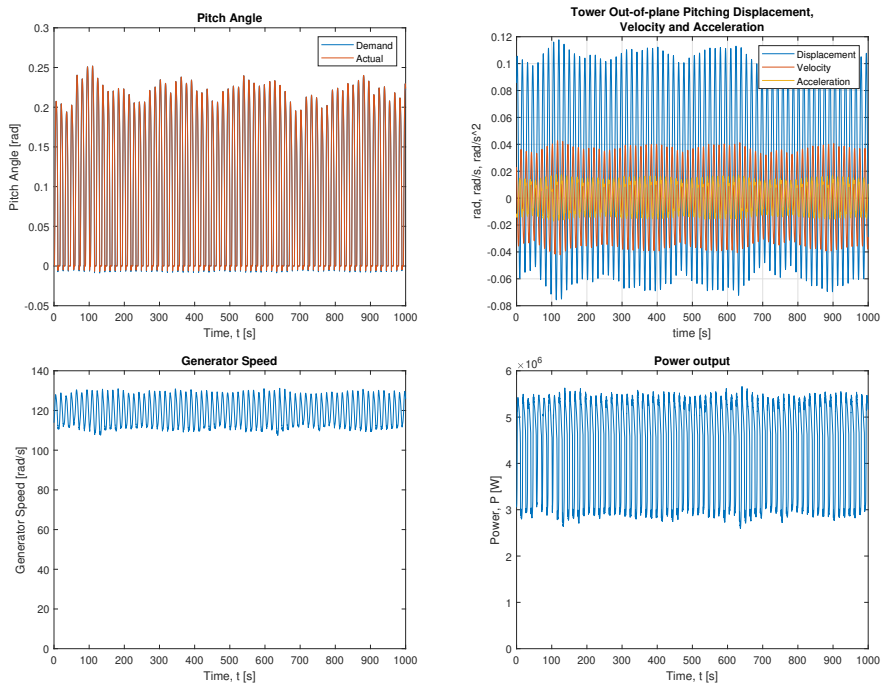 Pitch Angle
0.3
0.25
0.2
0.15
0.1
0.05
0
-0.05
Pitch Angle [rad]
Demand
Actual
0 100 200 300 400 500 600 700 800 900 1000
Time, t [s]
Tower Out-of-plane Pitching Displacement,
Velocity and Acceleration
0.12
0.1
0.08
0.06
0.04
0.02
0
-0.02
-0.04
-0.06
-0.08
rad, rad/s, rad/s^2
Displacement
Velocity
Acceleration
0 100 200 300 400 500 600 700 800 900 1000
time [s]
Generator Speed
140
120
100
80
60
40
20
0
Generator Speed [rad/s]
0 100 200 300 400 500 600 700 800 900 1000
Time, t [s]
Power output
× 10^6
6
5
4
3
2
1
0
Power, P [W]
0 100 200 300 400 500 600 700 800 900 1000
Time, t [s]